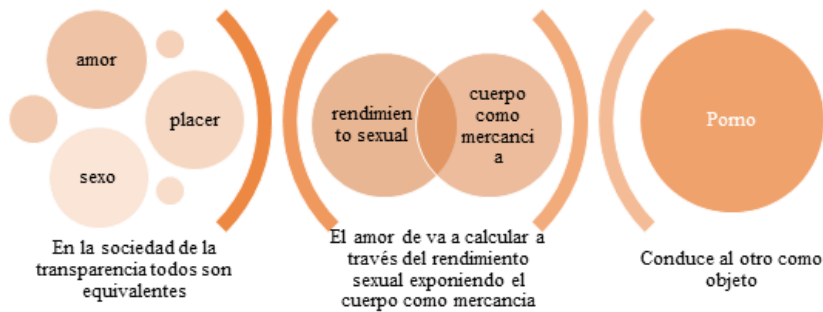 amor
placer
sexo
En la sociedad de la
transparencia todos son
equivalentes
rendimien
to sexual
cuerpo
como
mercanci
a
El amor de va a calcular a
través del rendimiento
sexual exponiendo el
cuerpo como mercancia
Porno
Conduce al otro como
objeto